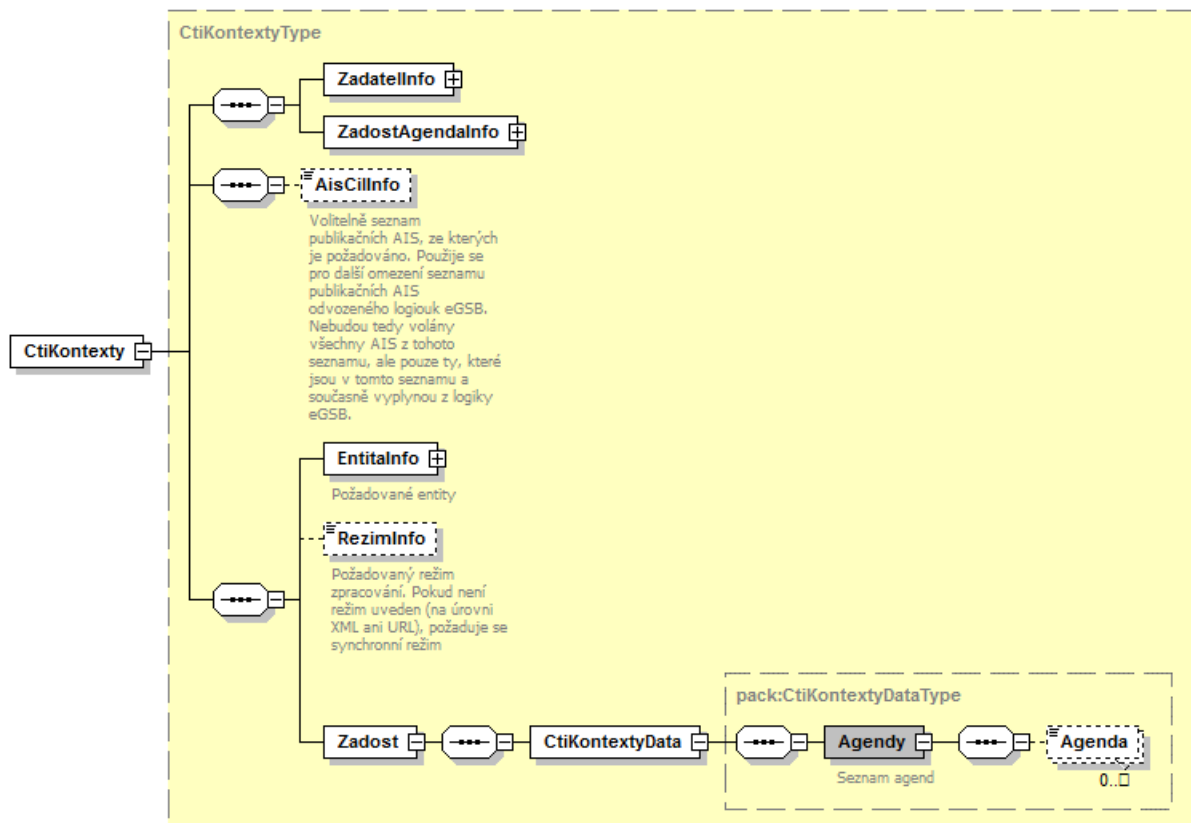 CtiKontextyType
ZadatelInfo
ZadostAgendaInfo
AisCilInfo
Volitelně seznam
publikačních AIS, ze kterých
je požadováno. Použije se
pro další omezení seznamu
publikačních AIS
odvozeného logiouk eGSB.
Nebudou tedy volány
všechny AIS z tohoto
seznamu, ale pouze ty, které
jsou v tomto seznamu a
současně vyplynou z logiky
eGSB.
CtiKontexty
EntitaInfo
Požadované entity
RezimInfo
Požadovaný režim
zpracování. Pokud není
režim uveden (na úrovni
XML ani URL), požaduje se
synchronní režim
pack:CtiKontextyDataType
Zadost
CtiKontextyData
Agendy
Agenda
Seznam agend
0..□